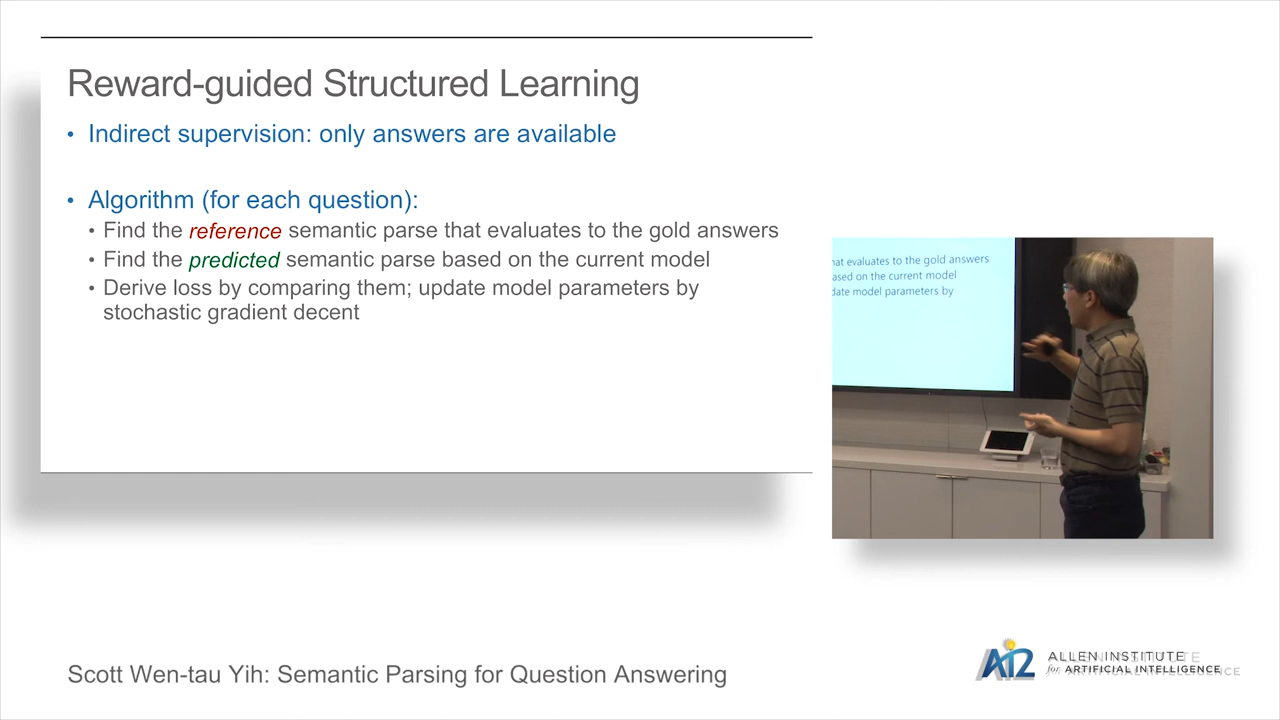 Reward-guided Structured Learning
• Indirect supervision: only answers are available
• Algorithm (for each question):
• Find the reference semantic parse that evaluates to the gold answers
• Find the predicted semantic parse based on the current model
• Derive loss by comparing them; update model parameters by
stochastic gradient decent
evaluates to the gold answers
on the current model
model parameters by
Scott Wen-tau Yih: Semantic Parsing for Question Answering
AI2
ALLEN INSTITUTE
for ARTIFICIAL INTELLIGENCE